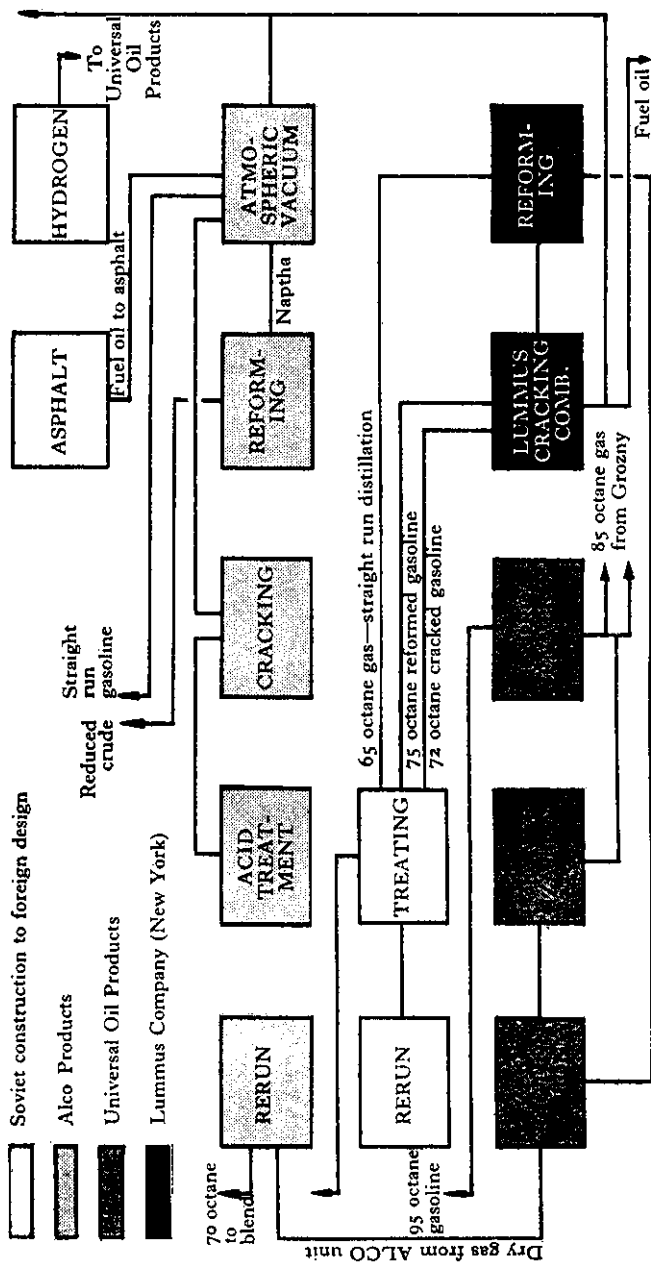 Soviet construction to foreign design
Alco Products
Universal Oil Products
Lummus Company (New York)
ASPHALT
HYDROGEN
To
Universal
Oil
Products
Fuel oil to asphalt
Straight
run
gasoline
Reduced
crude
70 octane
to
blend
RERUN
ACID
TREAT-
MENT
CRACKING
REFORM-
ING
Naptha
ATMO-
SPHERIC
VACUUM
65 octane gas—straight run distillation
75 octane reformed gasoline
72 octane cracked gasoline
RERUN
TREATING
95 octane
gasoline
Dry gas from ALCO unit
85 octane gas
from Grozny
LUMMUS
CRACKING
COMB.
REFORM-
ING
Fuel oil